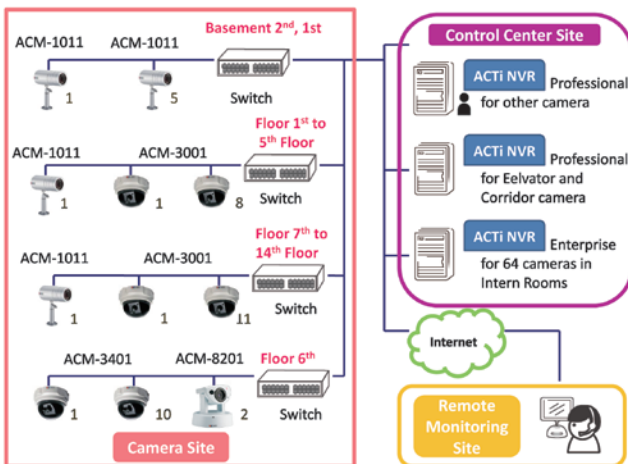 Basement 2nd, 1st
ACM-1011 ACM-1011
1 5 Switch
Floor 1st to
5th Floor
ACM-1011 ACM-3001
1 1 8 Switch
Floor 7th to
14th Floor
ACM-1011 ACM-3001
1 1 11 Switch
ACM-3401 ACM-8201 Floor 6th
1 10 2 Switch
Camera Site
Control Center Site
ACTi NVR Professional
for other camera
ACTi NVR Professional
for Eelvator and
Corridor camera
ACTi NVR Enterprise
for 64 cameras in
Intern Rooms
Internet
Remote
Monitoring
Site